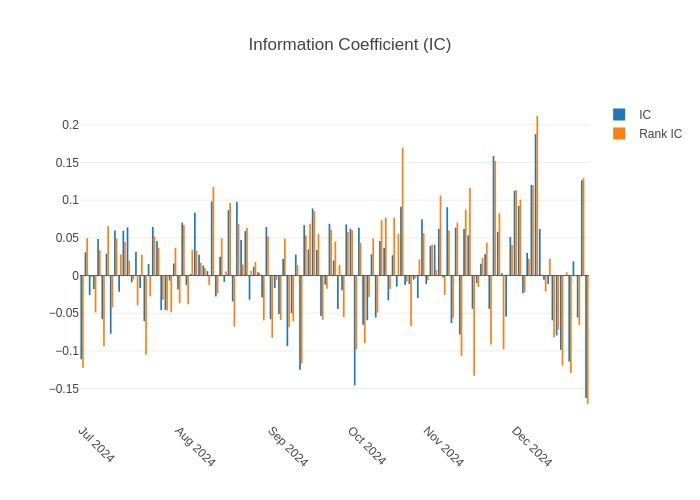 Information Coefficient (IC)
IC
Rank IC
0.2
0.15
0.1
0.05
0
−0.05
−0.1
−0.15
Jul 2024
Aug 2024
Sep 2024
Oct 2024
Nov 2024
Dec 2024